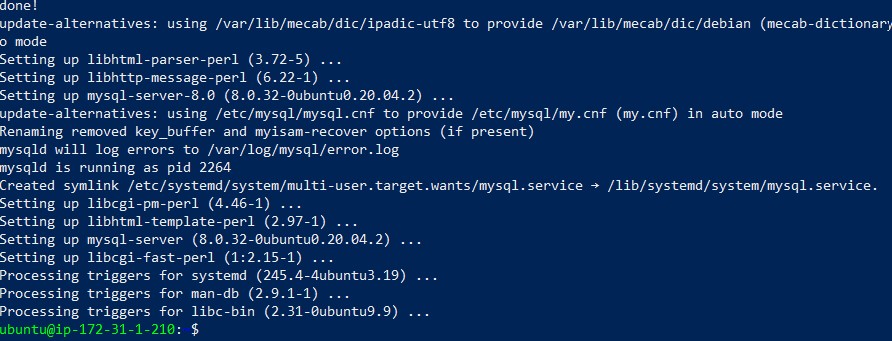 done!
update-alternatives: using /var/lib/mecab/dic/ipadic-utf8 to provide /var/lib/mecab/dic/debian (mecab-dictionary
o mode
Setting up libhtml-parser-perl (3.72-5) ...
Setting up libhttp-message-perl (6.22-1) ...
Setting up mysql-server-8.0 (8.0.32-0ubuntu0.20.04.2) ...
update-alternatives: using /etc/mysql/mysql.cnf to provide /etc/mysql/my.cnf (my.cnf) in auto mode
Renaming removed key_buffer and myisam-recover options (if present)
mysqld will log errors to /var/log/mysql/error.log
mysqld is running as pid 2264
Created symlink /etc/systemd/system/multi-user.target.wants/mysql.service → /lib/systemd/system/mysql.service.
Setting up libcgi-pm-perl (4.46-1) ...
Setting up libhtml-template-perl (2.97-1) ...
Setting up mysql-server (8.0.32-0ubuntu0.20.04.2) ...
Setting up libcgi-fast-perl (1:2.15-1) ...
Processing triggers for systemd (245.4-4ubuntu3.19) ...
Processing triggers for man-db (2.9.1-1) ...
Processing triggers for libc-bin (2.31-0ubuntu9.9) ...
ubuntu@ip-172-31-1-210: $